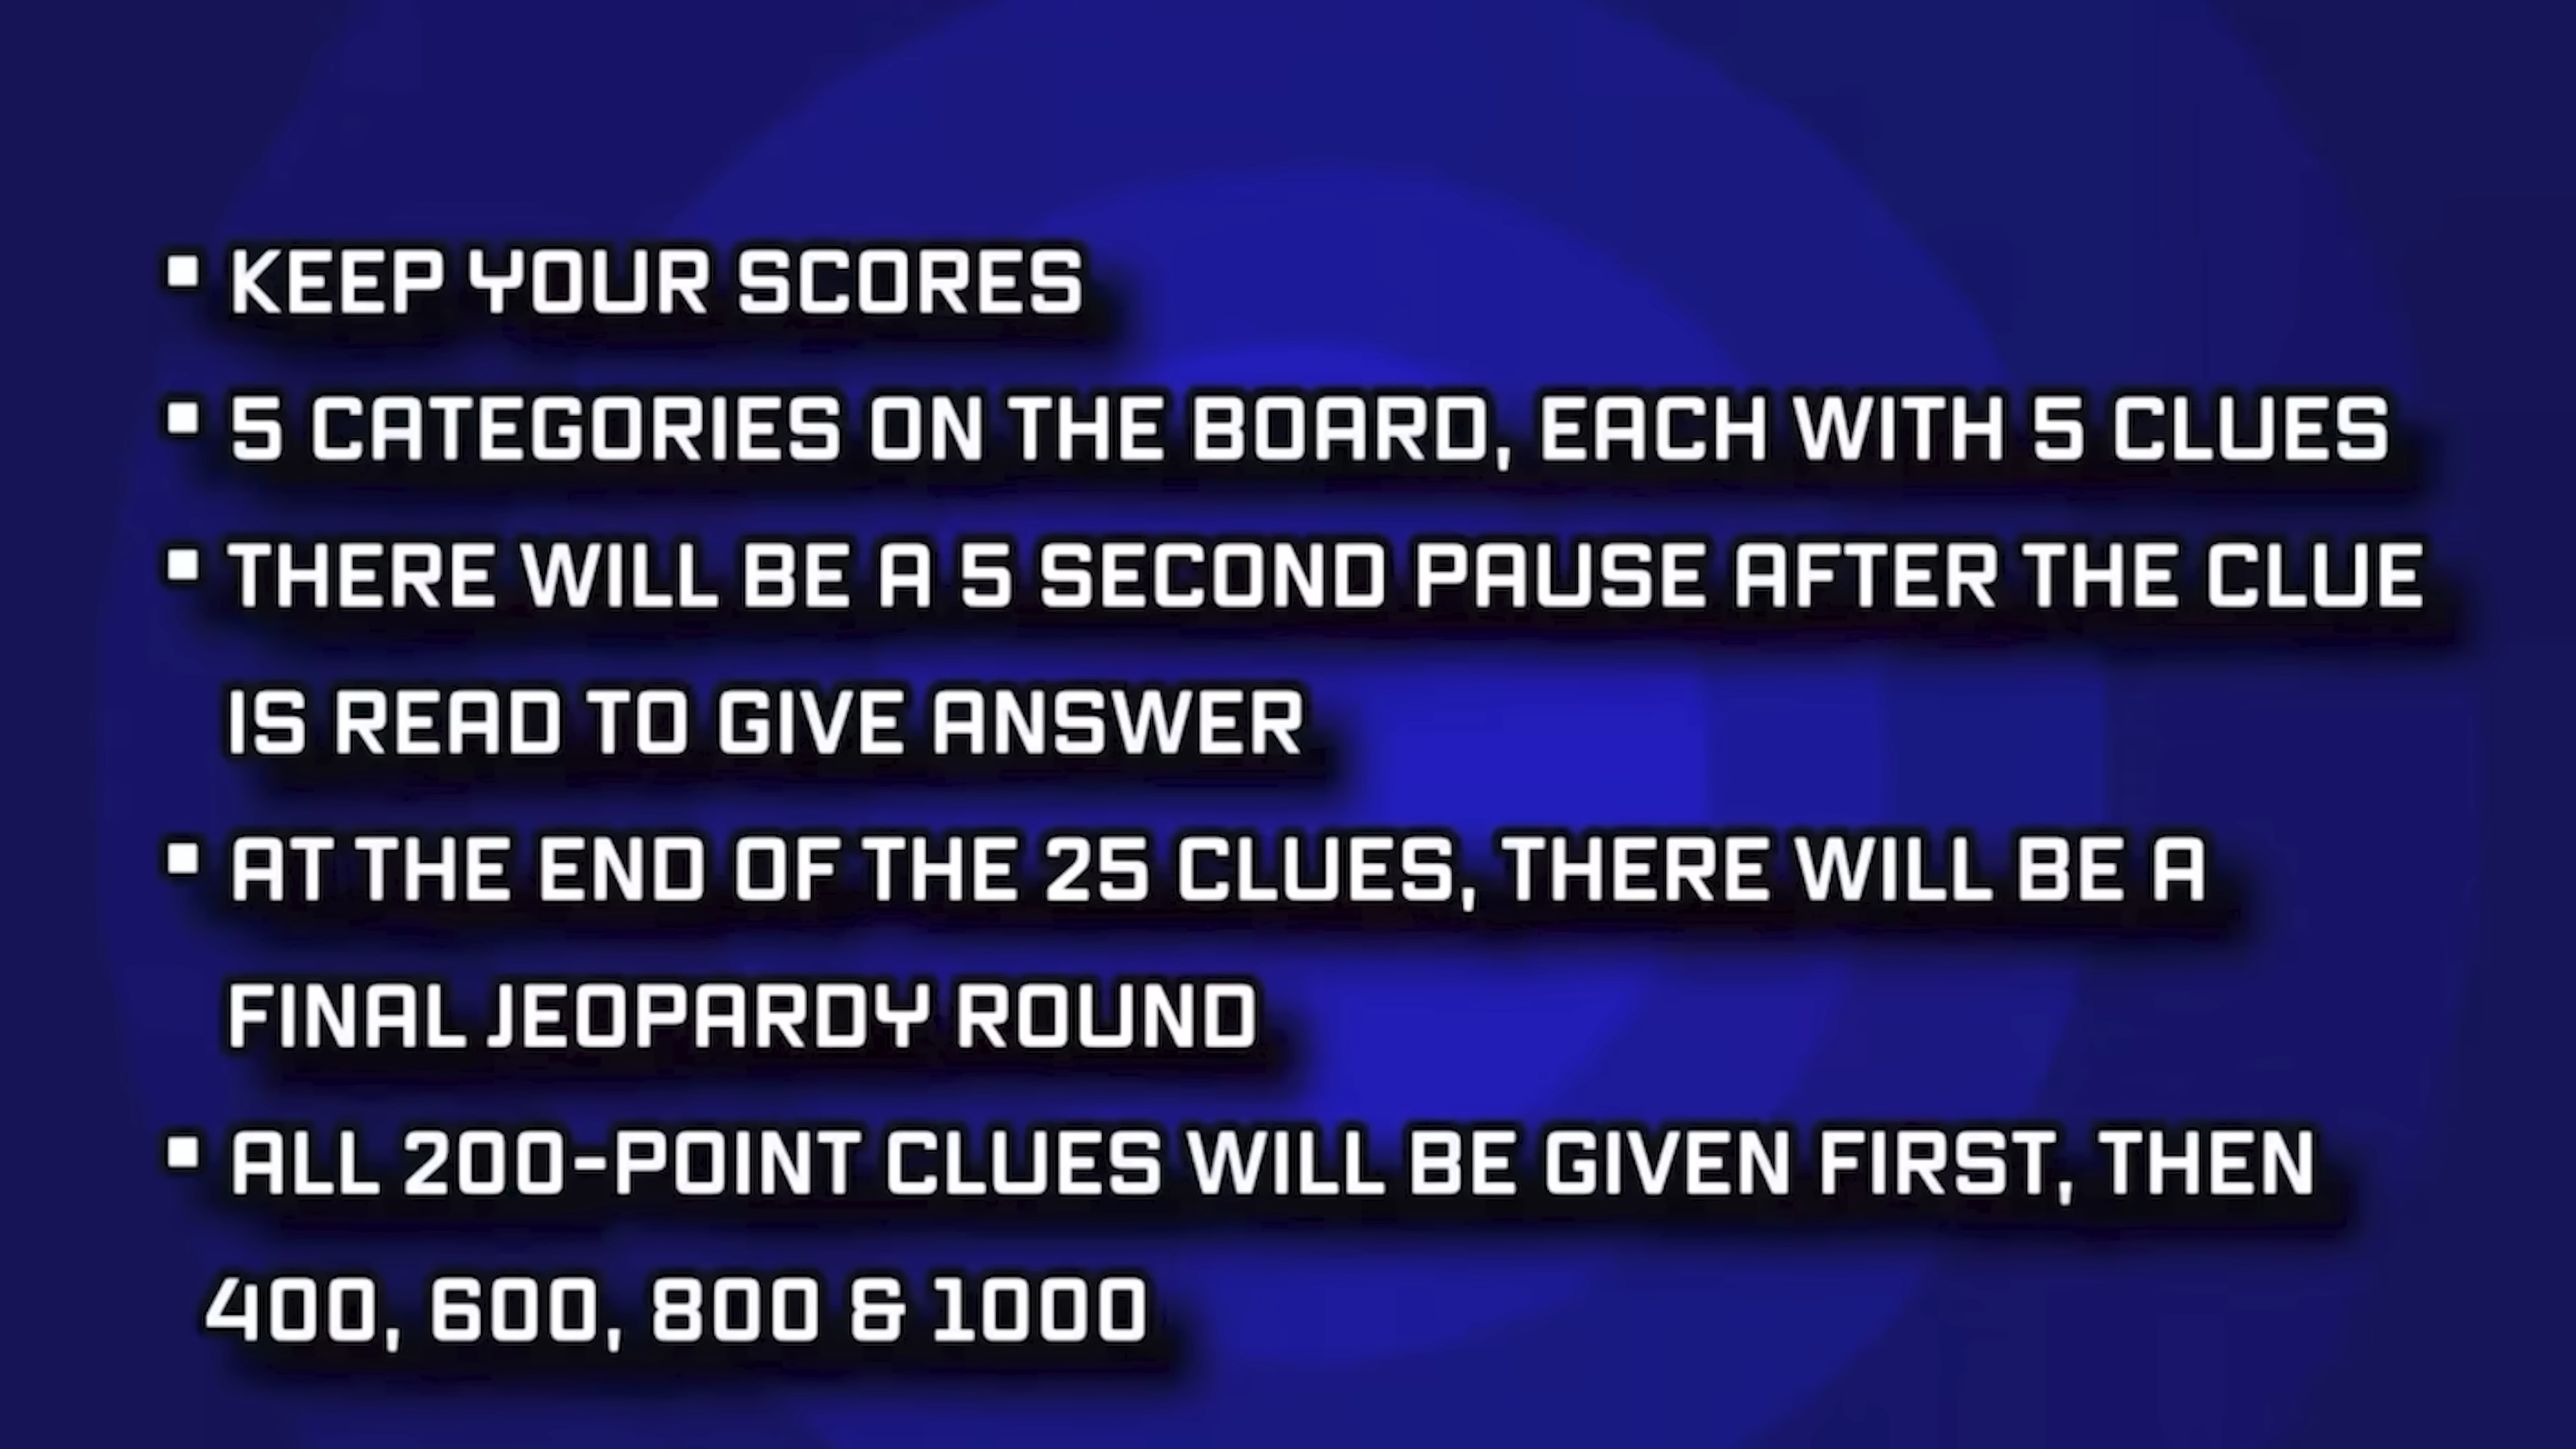 ▪ KEEP YOUR SCORES
▪ 5 CATEGORIES ON THE BOARD, EACH WITH 5 CLUES
▪ THERE WILL BE A 5 SECOND PAUSE AFTER THE CLUE
IS READ TO GIVE ANSWER
▪ AT THE END OF THE 25 CLUES, THERE WILL BE A
FINAL JEOPARDY ROUND
▪ ALL 200-POINT CLUES WILL BE GIVEN FIRST, THEN
400, 600, 800 & 1000